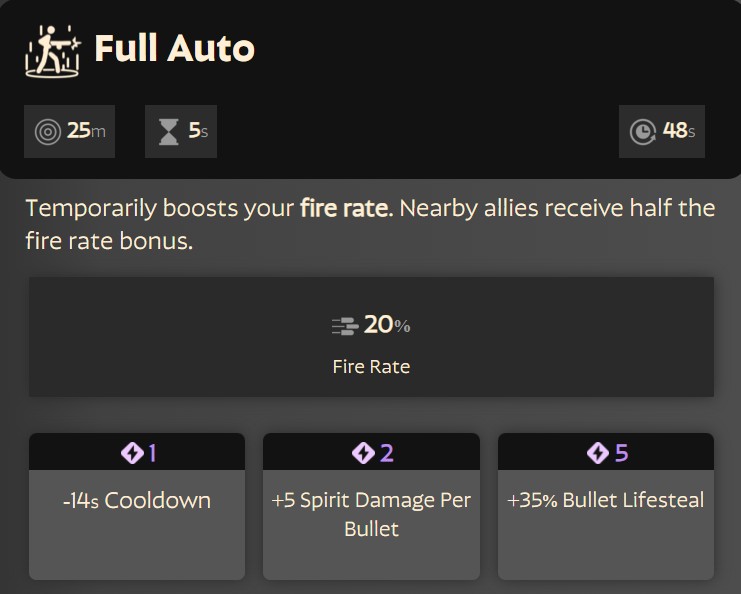 Full Auto
25m 5s 48s
Temporarily boosts your fire rate. Nearby allies receive half the
fire rate bonus.
20%
Fire Rate
1 2 5
-14s Cooldown +5 Spirit Damage Per +35% Bullet Lifesteal
Bullet